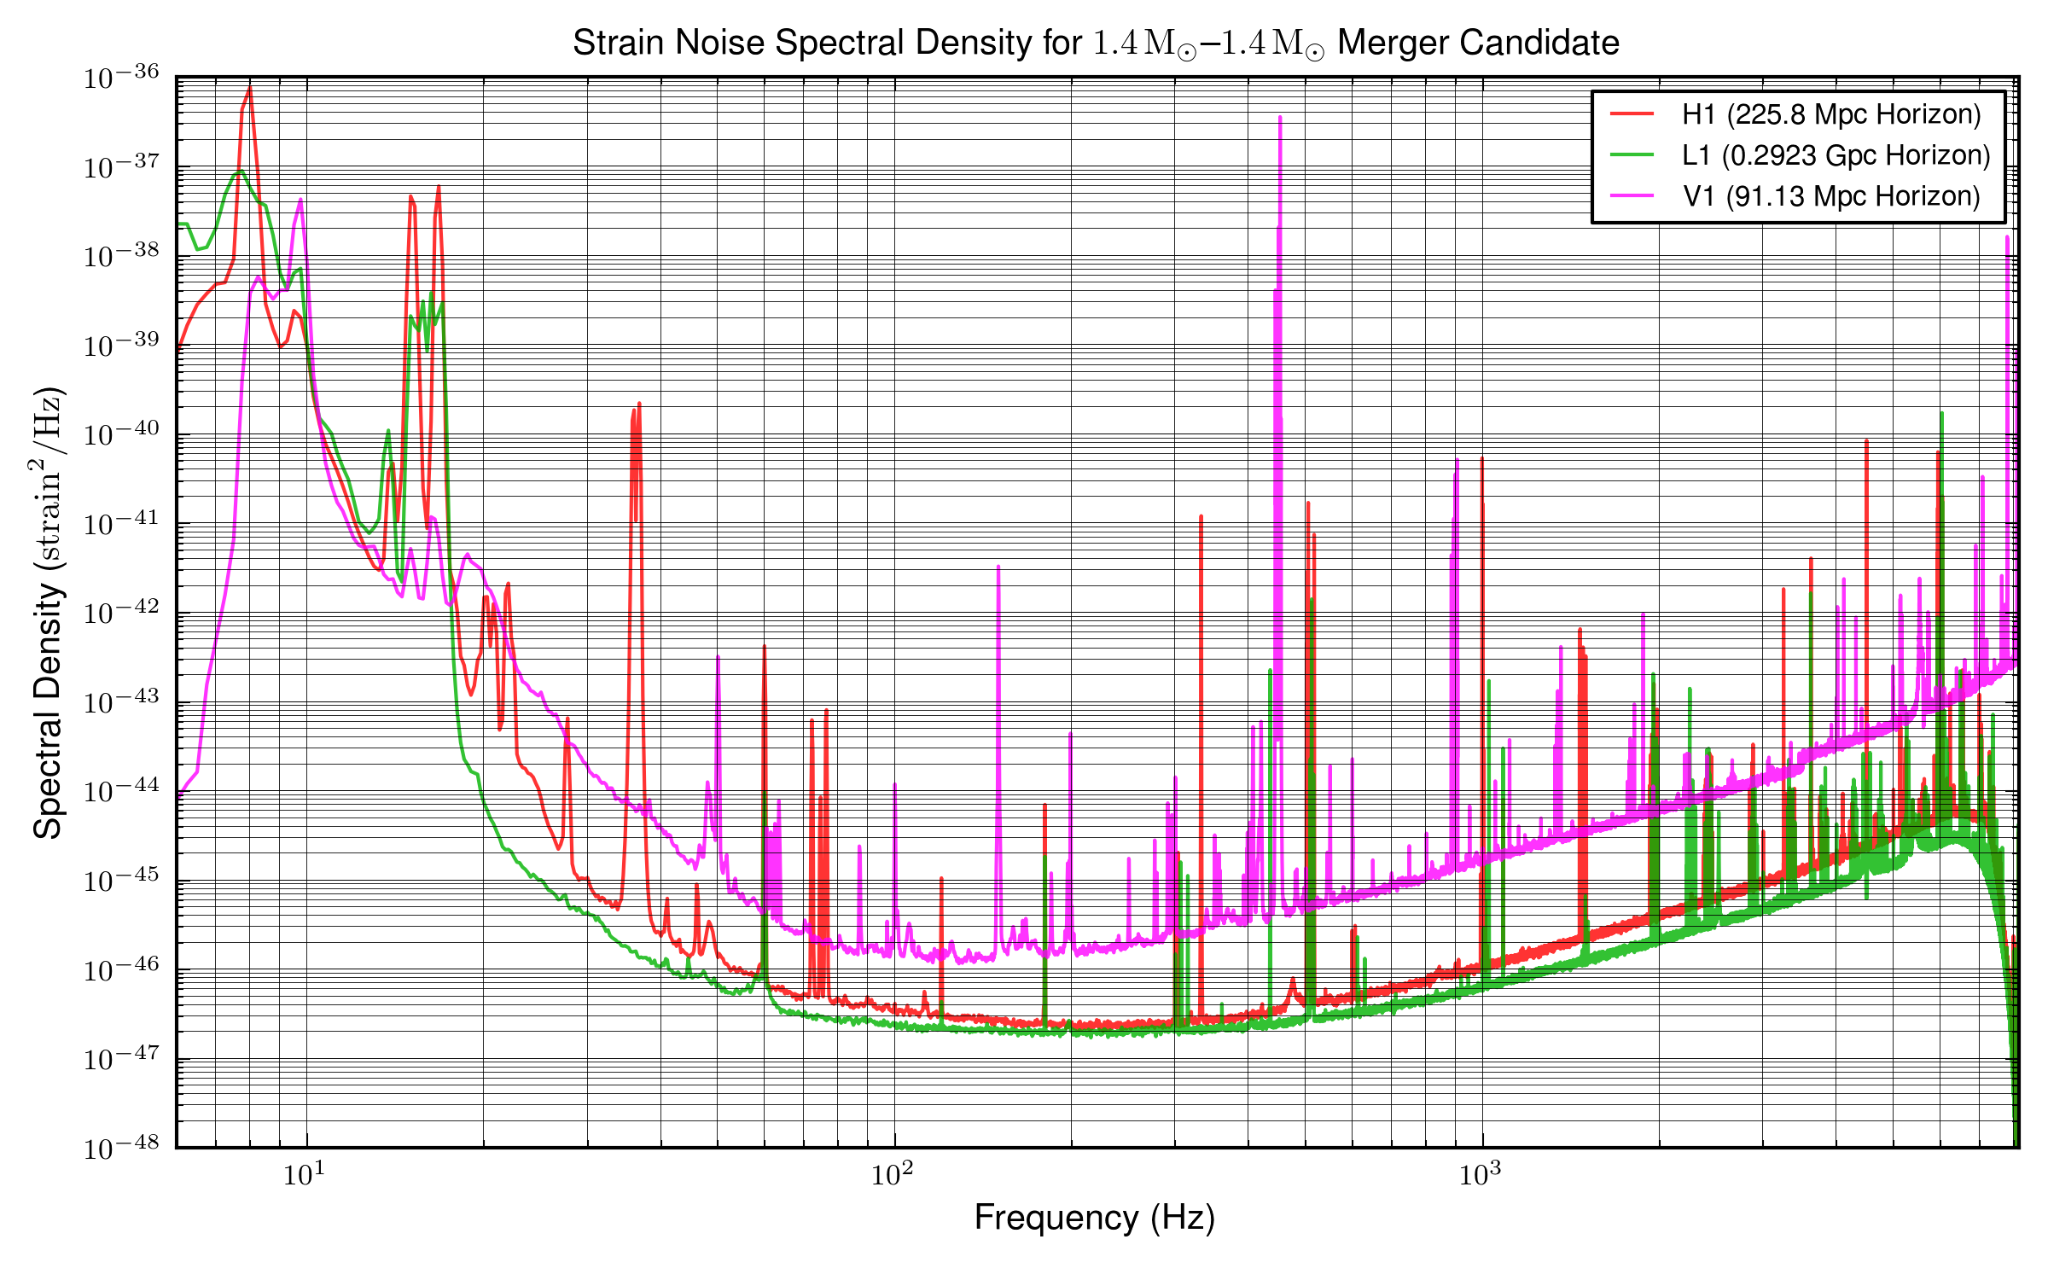 Strain Noise Spectral Density for 1.4 M⊙–1.4 M⊙ Merger Candidate
H1 (225.8 Mpc Horizon)
L1 (0.2923 Gpc Horizon)
V1 (91.13 Mpc Horizon)
Spectral Density (strain²/Hz)
10⁻³⁶
10⁻³⁷
10⁻³⁸
10⁻³⁹
10⁻⁴⁰
10⁻⁴¹
10⁻⁴²
10⁻⁴³
10⁻⁴⁴
10⁻⁴⁵
10⁻⁴⁶
10⁻⁴⁷
10⁻⁴⁸
10¹ 10² 10³
Frequency (Hz)